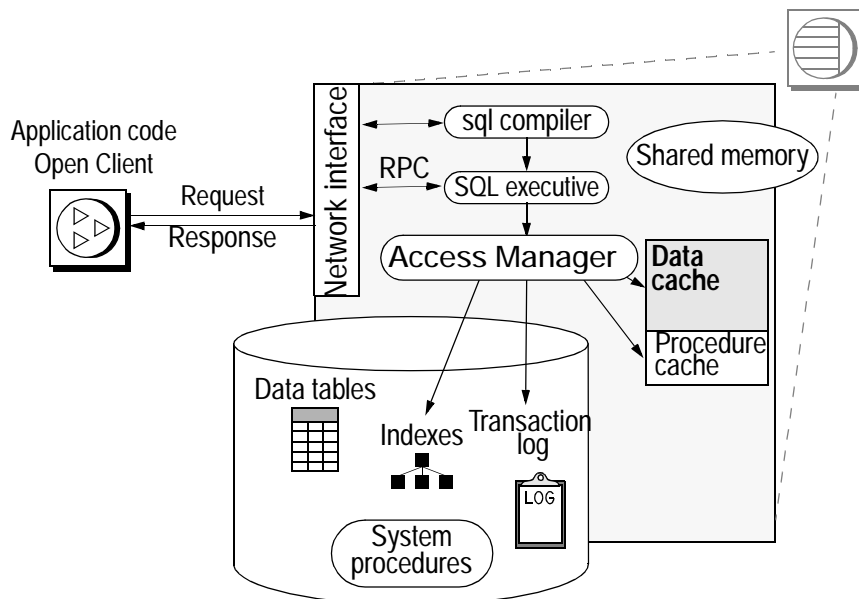 Application code
Open Client
Request
Response
Network interface
sql compiler
RPC
SQL executive
Shared memory
Access Manager
Data
cache
Procedure
cache
Data tables
Indexes
Transaction
log
LOG
System
procedures